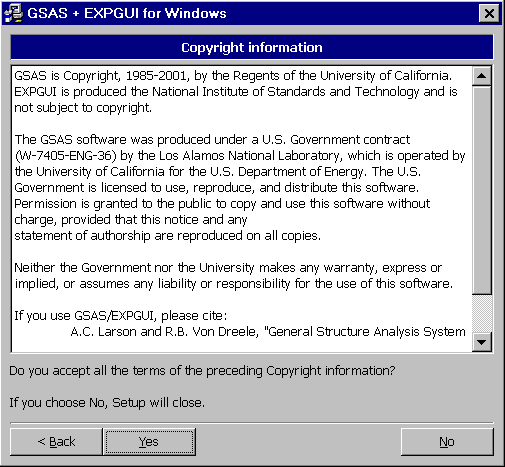 GSAS + EXPGUI for Windows
Copyright information
GSAS is Copyright, 1985-2001, by the Regents of the University of California.
EXPGUI is produced the National Institute of Standards and Technology and is
not subject to copyright.
The GSAS software was produced under a U.S. Government contract
(W-7405-ENG-36) by the Los Alamos National Laboratory, which is operated by
the University of California for the U.S. Department of Energy. The U.S.
Government is licensed to use, reproduce, and distribute this software.
Permission is granted to the public to copy and use this software without
charge, provided that this notice and any
statement of authorship are reproduced on all copies.
Neither the Government nor the University makes any warranty, express or
implied, or assumes any liability or responsibility for the use of this software.
If you use GSAS/EXPGUI, please cite:
A.C. Larson and R.B. Von Dreele, "General Structure Analysis System
Do you accept all the terms of the preceding Copyright information?
If you choose No, Setup will close.
< Back Yes No